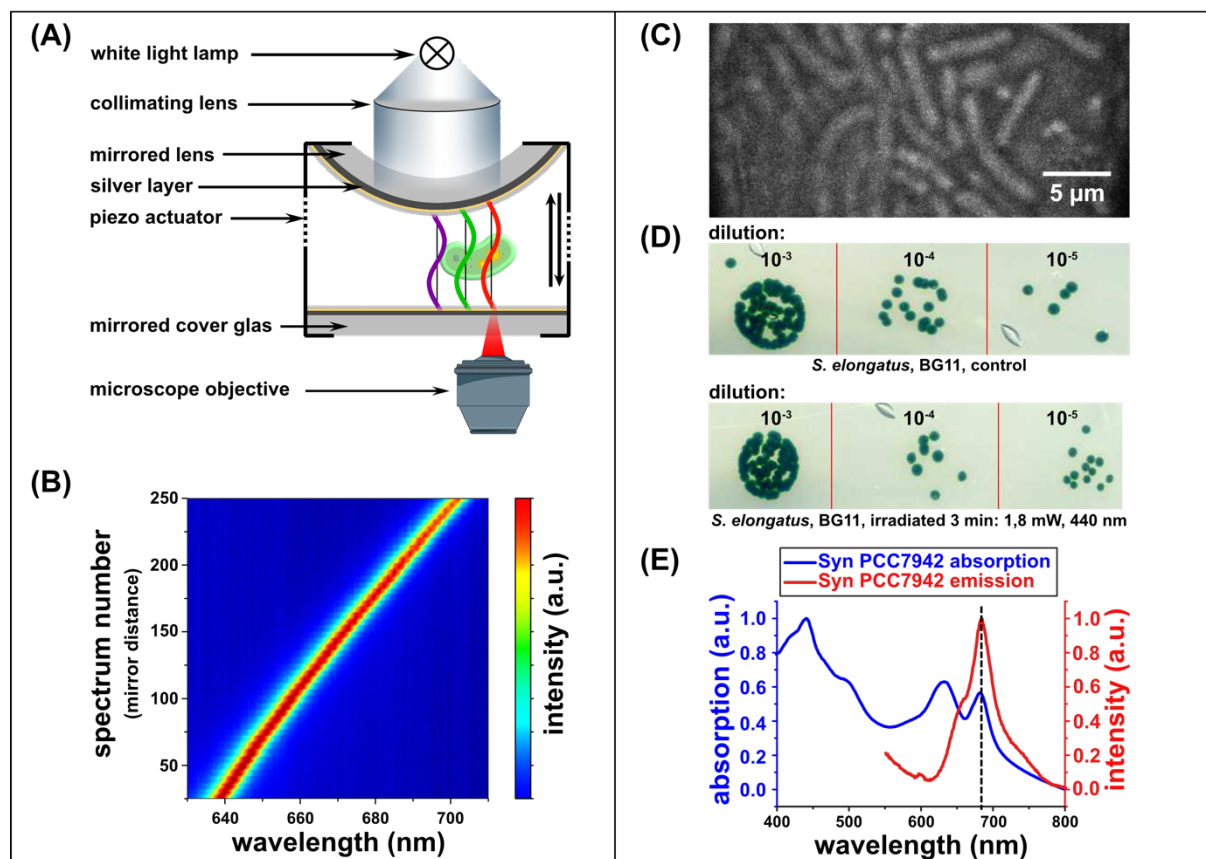 (A)
white light lamp
collimating lens
mirrored lens
silver layer
piezo actuator
mirrored cover glas
microscope objective
(B)
250
200
150
100
50
spectrum number
(mirror distance)
640 660 680 700
wavelength (nm)
intensity (a.u.)
(C)
5 µm
(D)
dilution:
10-3 10-4 10-5
S. elongatus, BG11, control
dilution:
10-3 10-4 10-5
S. elongatus, BG11, irradiated 3 min: 1,8 mW, 440 nm
(E)
Syn PCC7942 absorption
Syn PCC7942 emission
absorption (a.u.)
1.0
0.8
0.6
0.4
0.2
0.0
400 500 600 700 800
wavelength (nm)
1.0
0.8
0.6
0.4
0.2
0.0
intensity (a.u.)